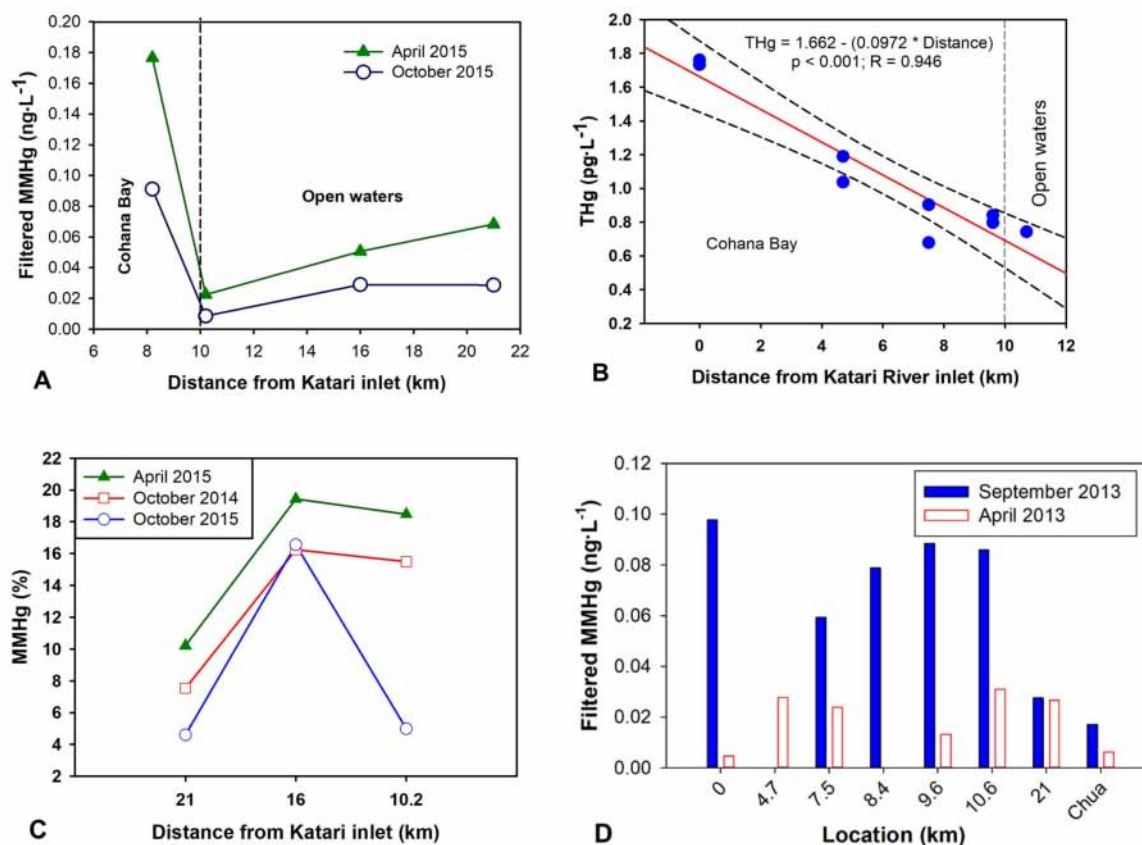 0.20
0.18
0.16
0.14
0.12
0.10
0.08
0.06
0.04
0.02
0.00
Filtered MMHg (ng·L⁻¹)
April 2015
October 2015
Cohana Bay
Open waters
6 8 10 12 14 16 18 20 22
Distance from Katari inlet (km)
A
2.0
1.8
1.6
1.4
1.2
1.0
0.8
0.6
0.4
0.2
THg (pg·L⁻¹)
THg = 1.662 - (0.0972 * Distance)
p < 0.001; R = 0.946
Cohana Bay
Open waters
0 2 4 6 8 10 12
Distance from Katari River inlet (km)
B
22
20
18
16
14
12
10
8
6
4
2
MMHg (%)
April 2015
October 2014
October 2015
21 16 10.2
Distance from Katari inlet (km)
C
0.12
0.10
0.08
0.06
0.04
0.02
0.00
Filtered MMHg (ng·L⁻¹)
September 2013
April 2013
0 4.7 7.5 8.4 9.6 10.6 21 Chua
Location (km)
D